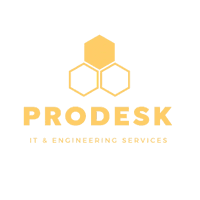 PRODESK
IT & ENGINEERING SERVICES